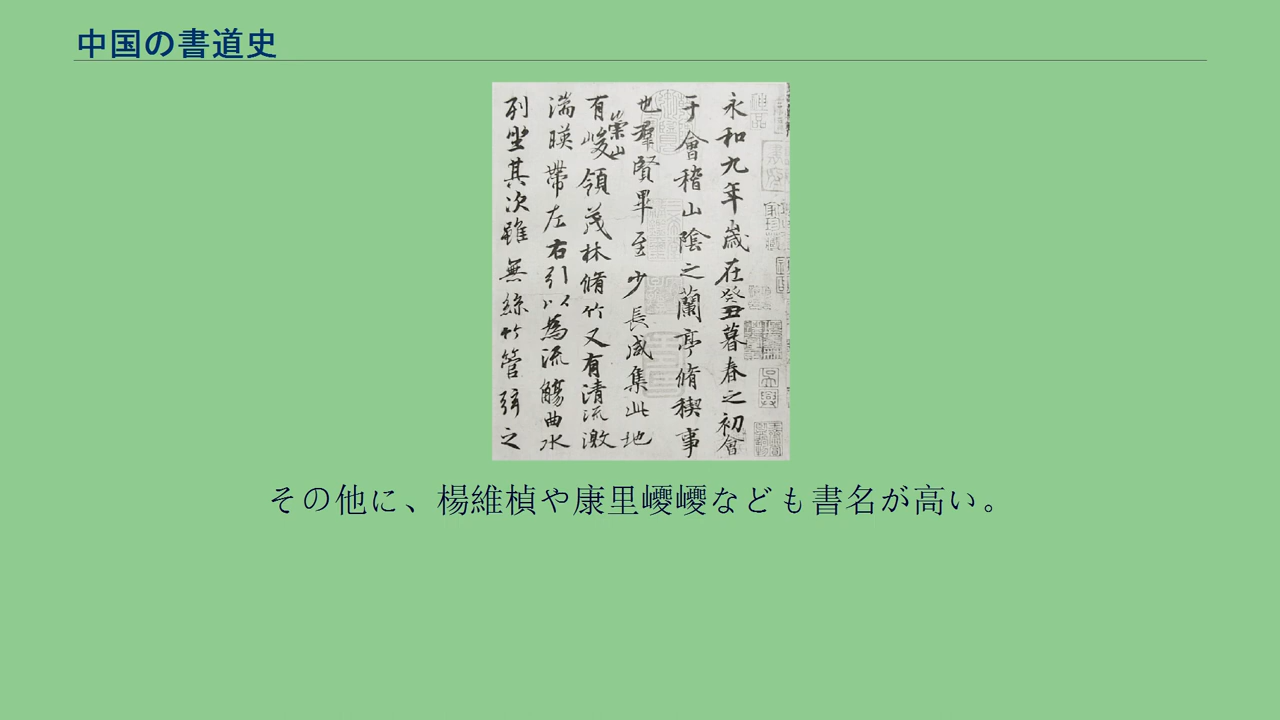 中国の書道史
永和九年歳在癸丑暮春之初會
于會稽山陰之蘭亭脩稧事
也羣賢畢至少長咸集此地
有崇山峻領茂林脩竹又有清流激
湍暎帶左右引以為流觴曲水
列坐其次雖無絲竹管弦之
その他に、楊維楨や康里巙巙なども書名が高い。